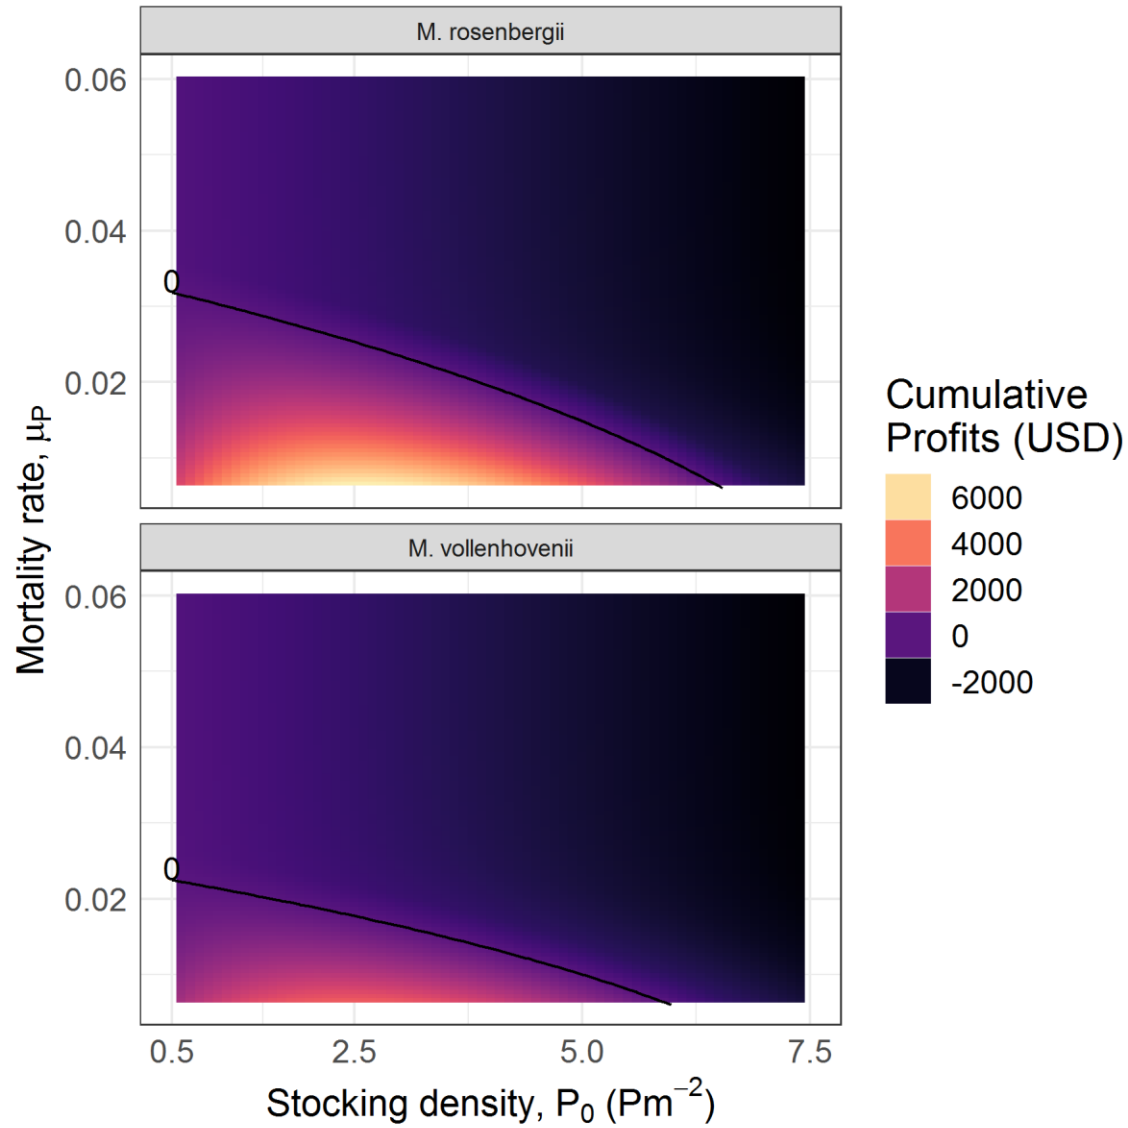 M. rosenbergii
0.06
0.04
0
0.02
M. vollenhovenii
0.06
0.04
0
0.02
0.5 2.5 5.0 7.5
Stocking density, P₀ (Pm⁻²)
Mortality rate, μ_P
Cumulative
Profits (USD)
6000
4000
2000
0
-2000